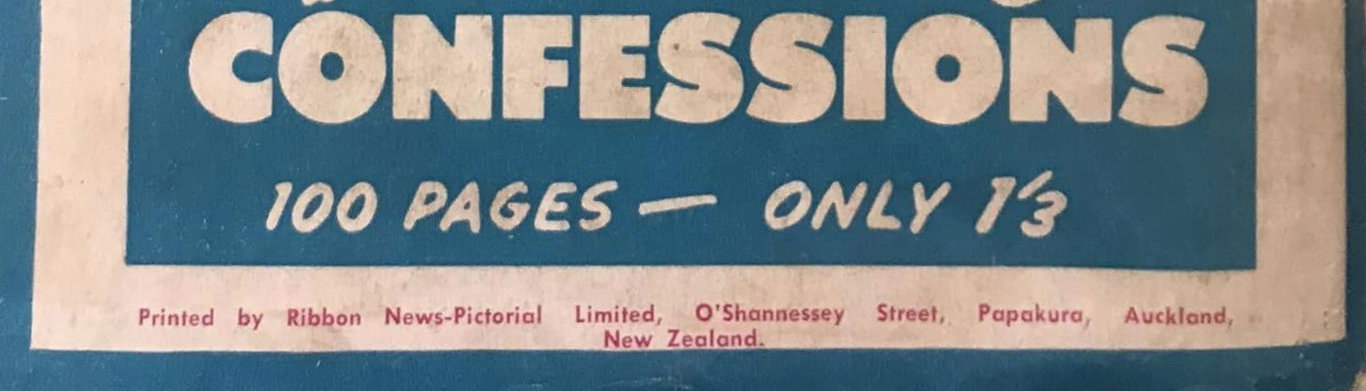 CONFESSIONS
100 PAGES — ONLY 1'3
Printed by Ribbon News-Pictorial Limited, O'Shannessey Street, Papakura, Auckland,
New Zealand.